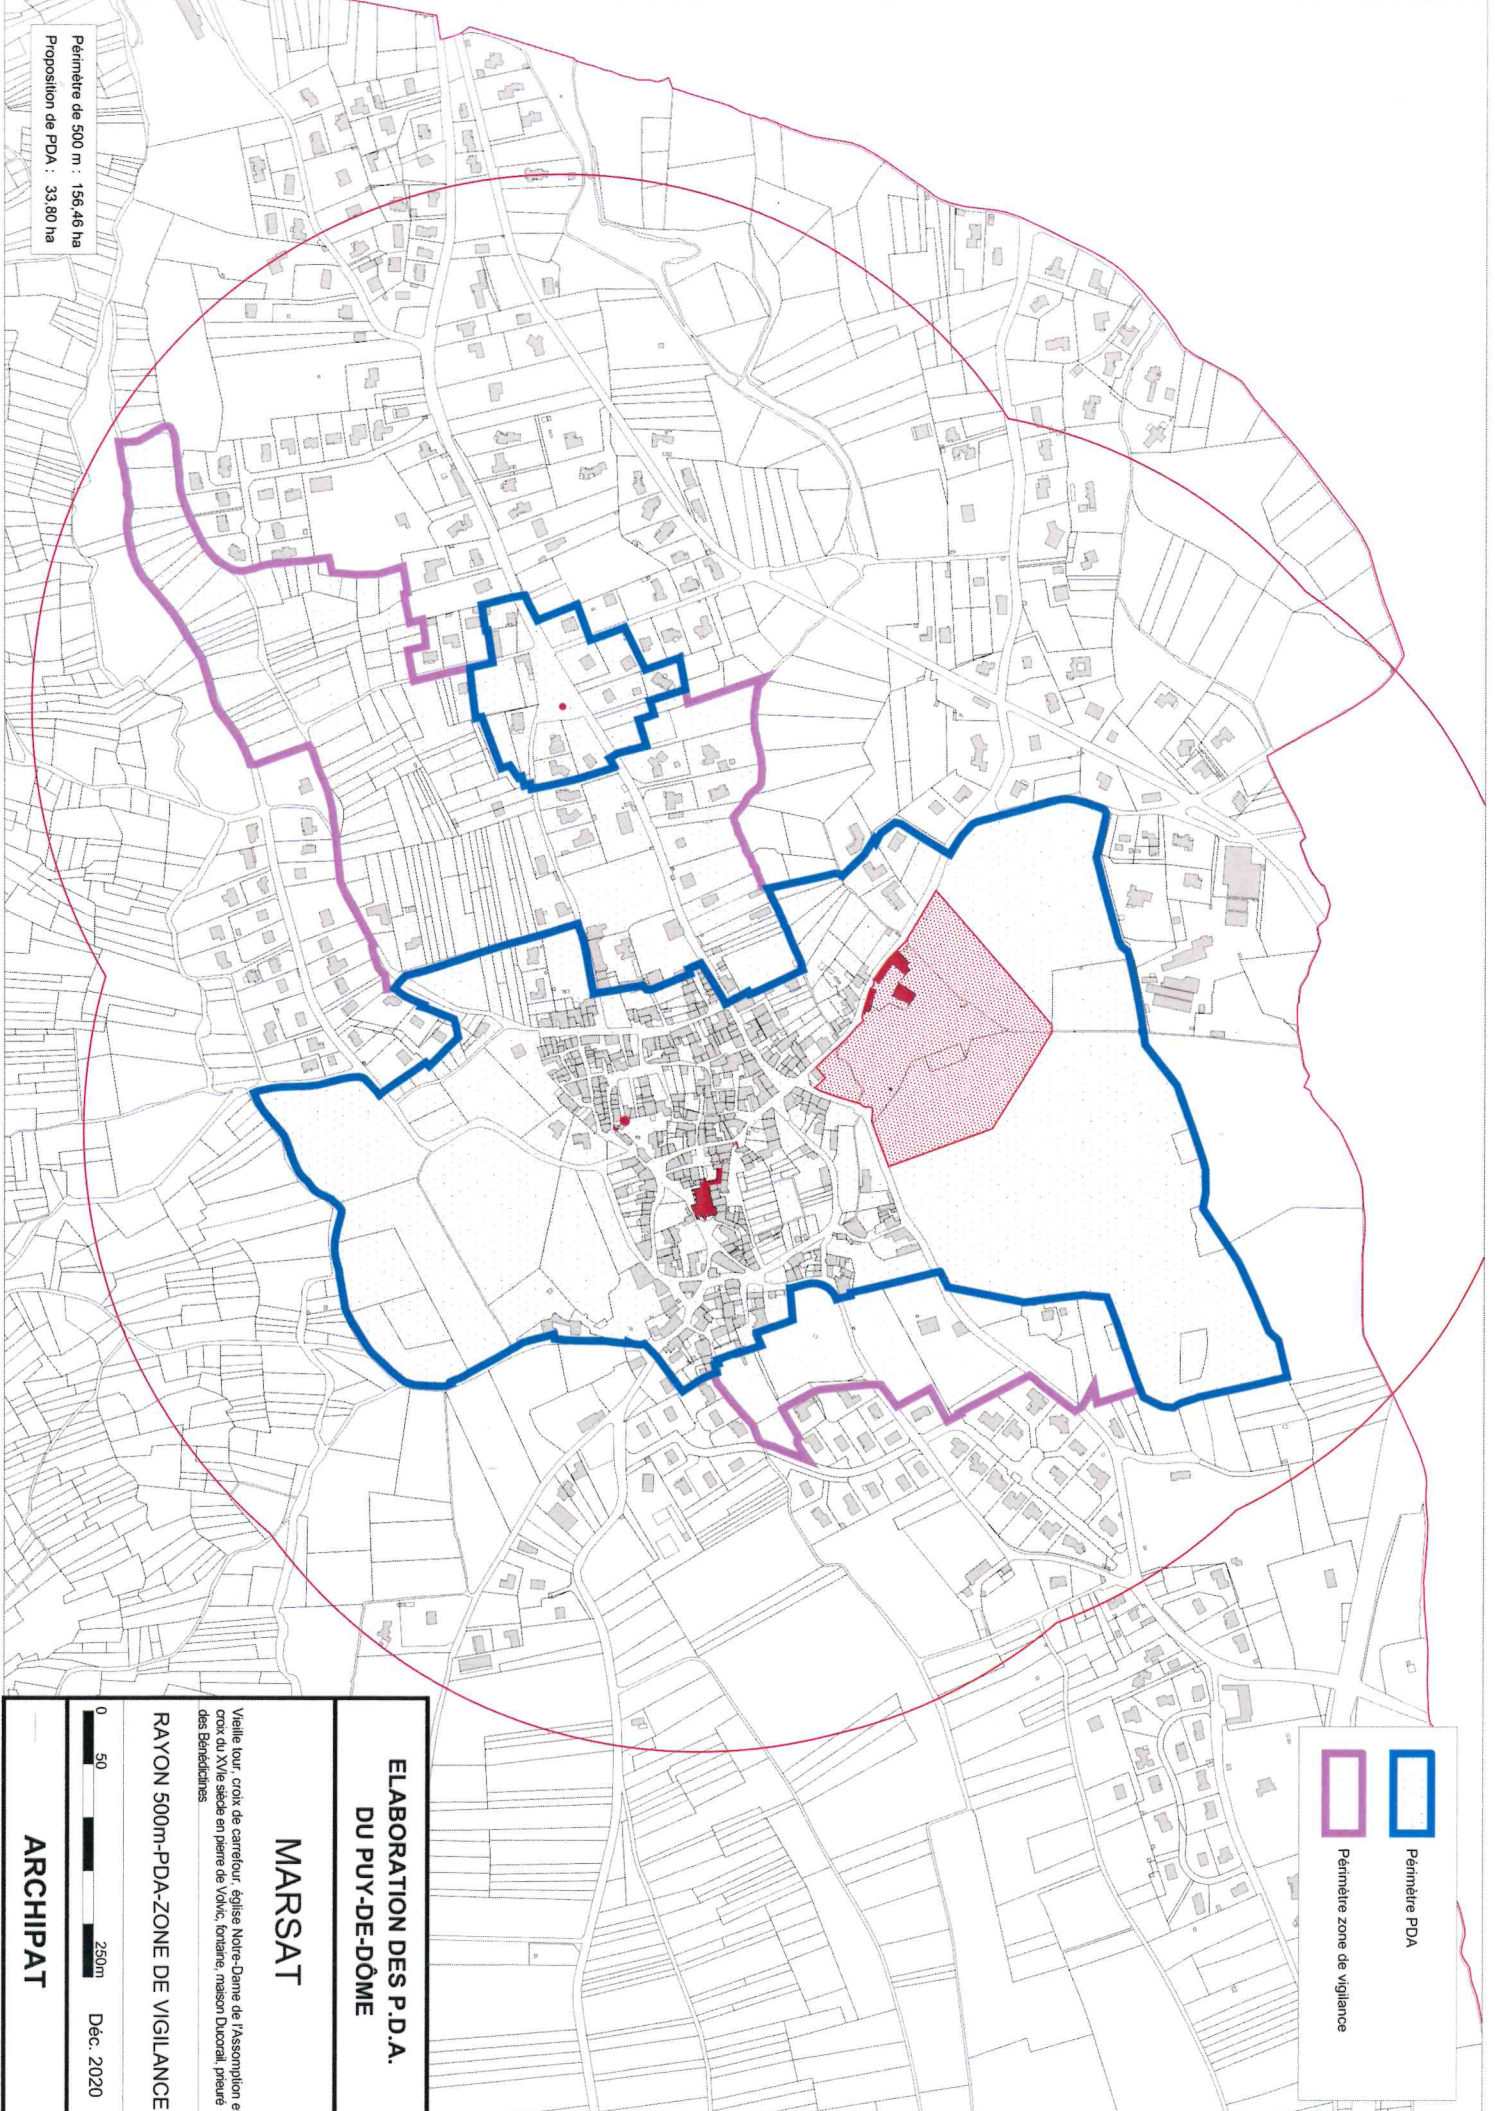 Périmètre de 500 m : 156,46 ha
Proposition de PDA : 33,80 ha
Périmètre PDA
Périmètre zone de vigilance
ELABORATION DES P.D.A.
DU PUY-DE-DÔME
MARSAT
Vieille tour, croix de carrefour, église Notre-Dame de l'Assomption e
croix du XVIe siècle en pierre de Volvic, fontaine, maison Ducorail, prieuré
des Bénédictines
RAYON 500m-PDA-ZONE DE VIGILANCE
0 50 250m
Déc. 2020
ARCHIPAT